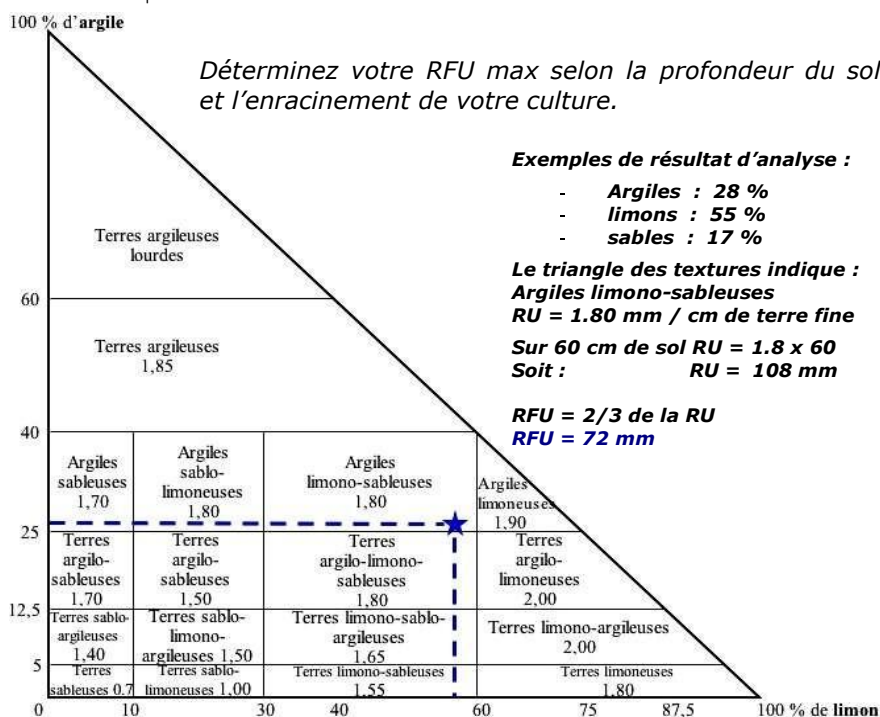 100 % d'argile
Déterminez votre RFU max selon la profondeur du sol
et l'enracinement de votre culture.
Exemples de résultat d'analyse :
- Argiles : 28 %
- limons : 55 %
- sables : 17 %
Le triangle des textures indique :
Argiles limono-sableuses
RU = 1.80 mm / cm de terre fine
Sur 60 cm de sol RU = 1.8 x 60
Soit : RU = 108 mm
RFU = 2/3 de la RU
RFU = 72 mm
Terres argileuses
lourdes
60
Terres argileuses
1,85
40
Argiles
sableuses
1,70
Argiles
sablo-
limoneuses
1,80
Argiles
limono-sableuses
1,80
Argiles
limoneuses
1,90
25
Terres
argilo-
sableuses
1,70
Terres
argilo-
sableuses
1,50
Terres
argilo-limono-
sableuses
1,80
Terres
argilo-
limoneuses
2,00
12,5
Terres sablo-
argileuses
1,40
Terres sablo-
limono-
argileuses 1,50
Terres limono-sablo-
argileuses
1,65
Terres limono-argileuses
2,00
5
Terres
sableuses 0.7
Terres sablo-
limoneuses 1,00
Terres limono-sableuses
1.55
Terres limoneuses
1.80
0 10 30 40 60 75 87,5 100 % de limon